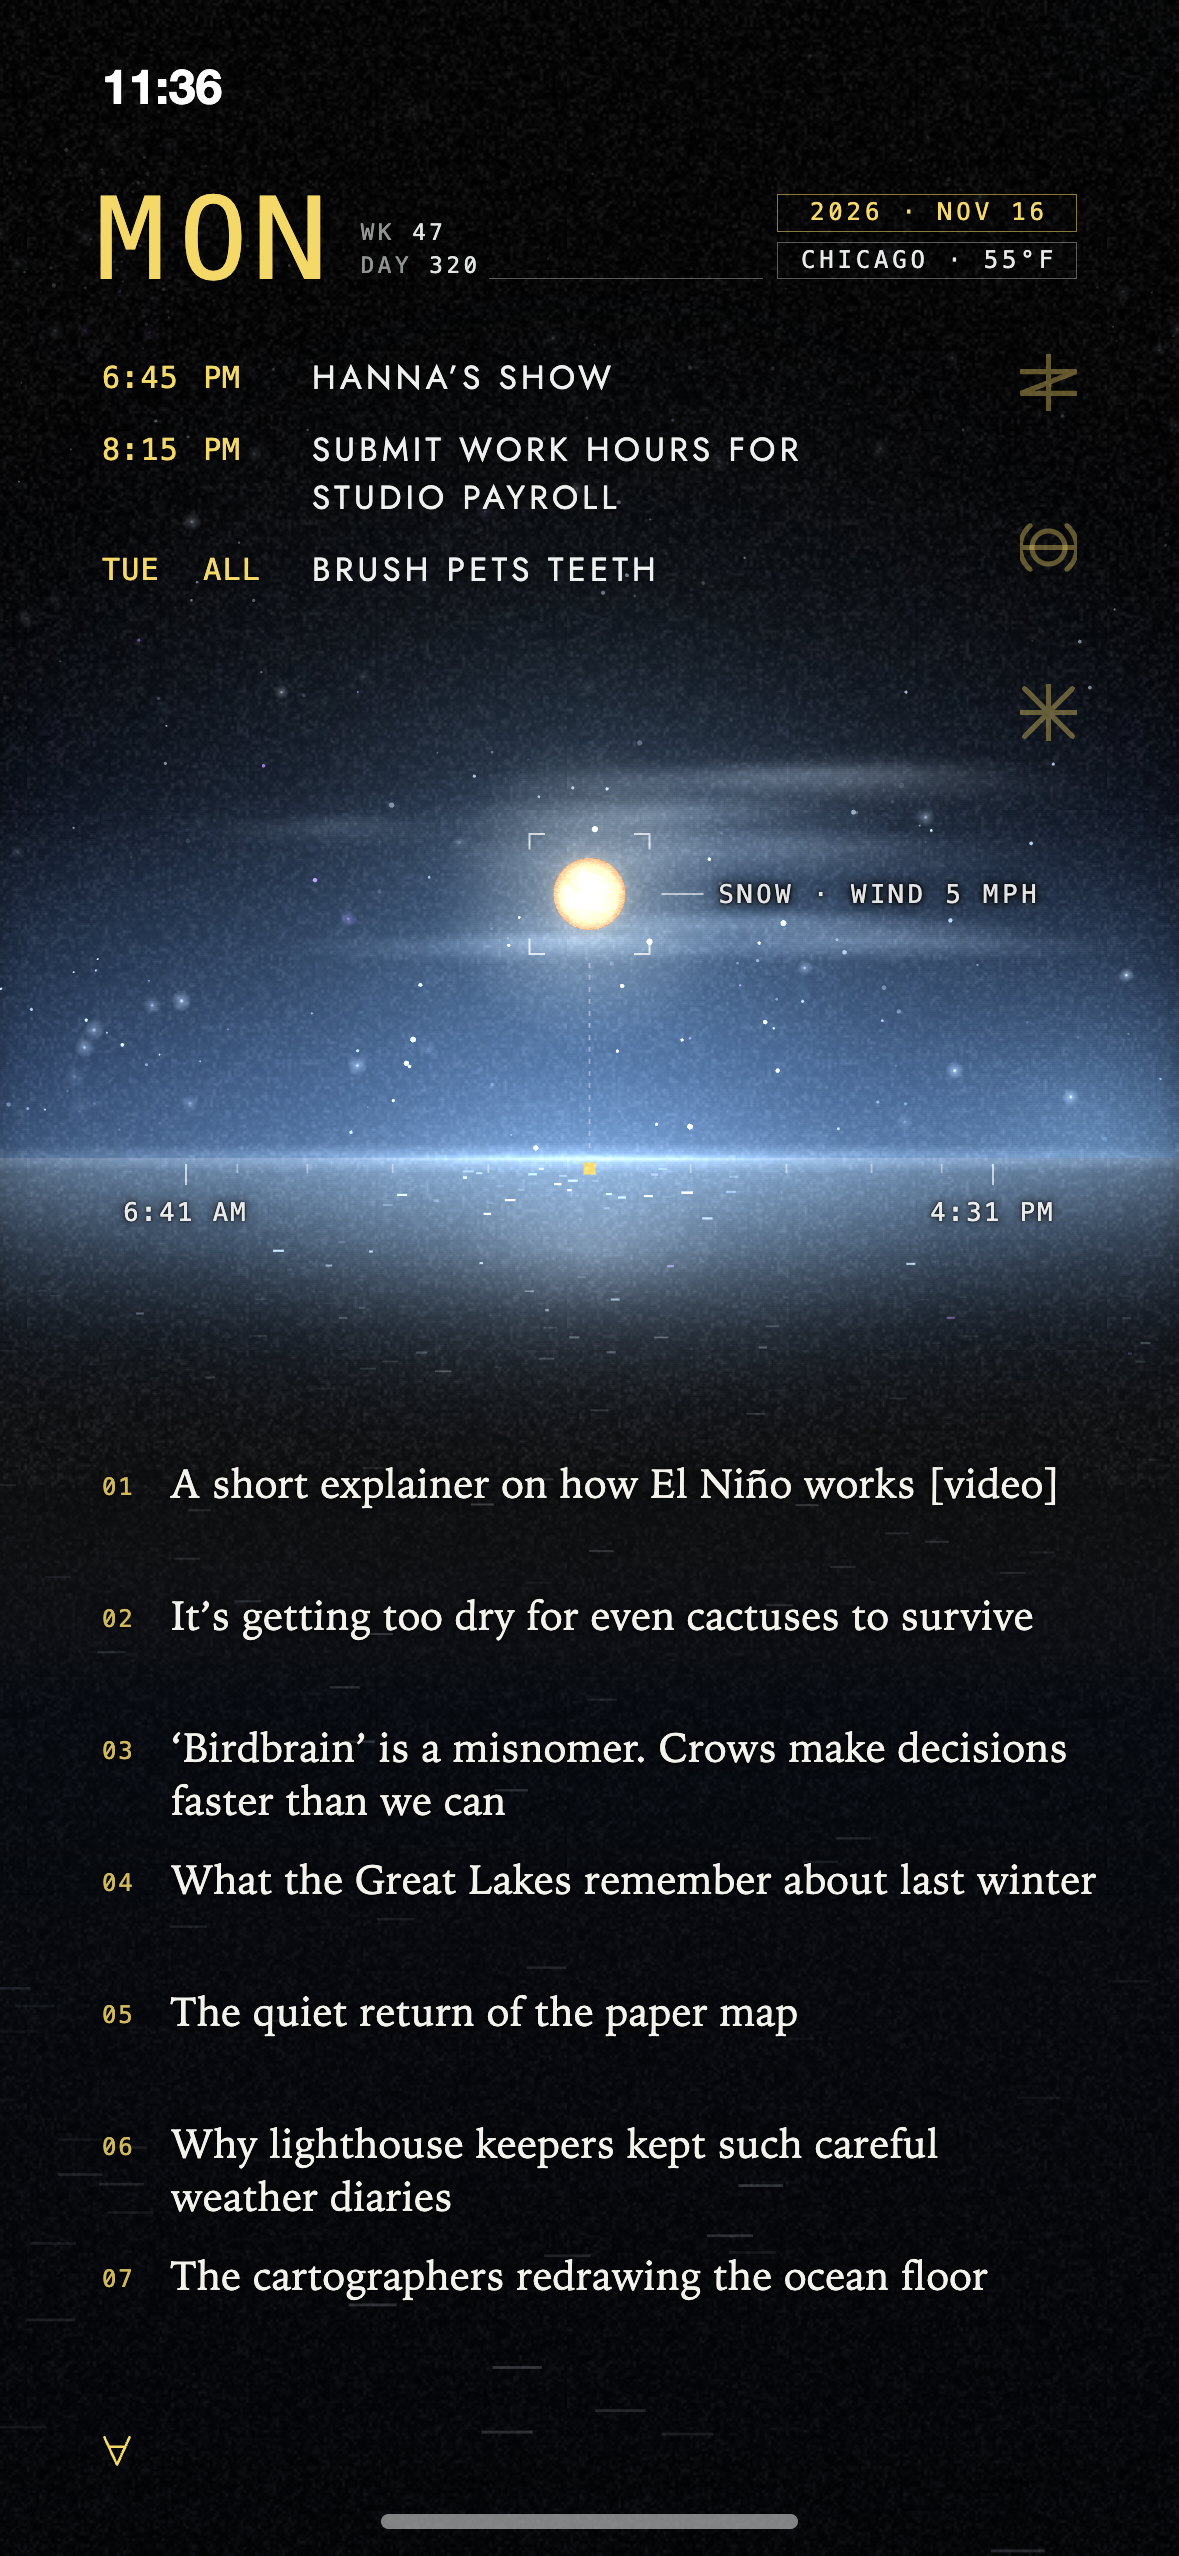 11:36
MON
WK 47
DAY 320
2026 · NOV 16
CHICAGO · 55°F
6:45 PM HANNA’S SHOW
8:15 PM SUBMIT WORK HOURS FOR
STUDIO PAYROLL
TUE ALL BRUSH PETS TEETH
SNOW · WIND 5 MPH
6:41 AM
4:31 PM
01 A short explainer on how El Niño works [video]
02 It’s getting too dry for even cactuses to survive
03 ‘Birdbrain’ is a misnomer. Crows make decisions
faster than we can
04 What the Great Lakes remember about last winter
05 The quiet return of the paper map
06 Why lighthouse keepers kept such careful
weather diaries
07 The cartographers redrawing the ocean floor